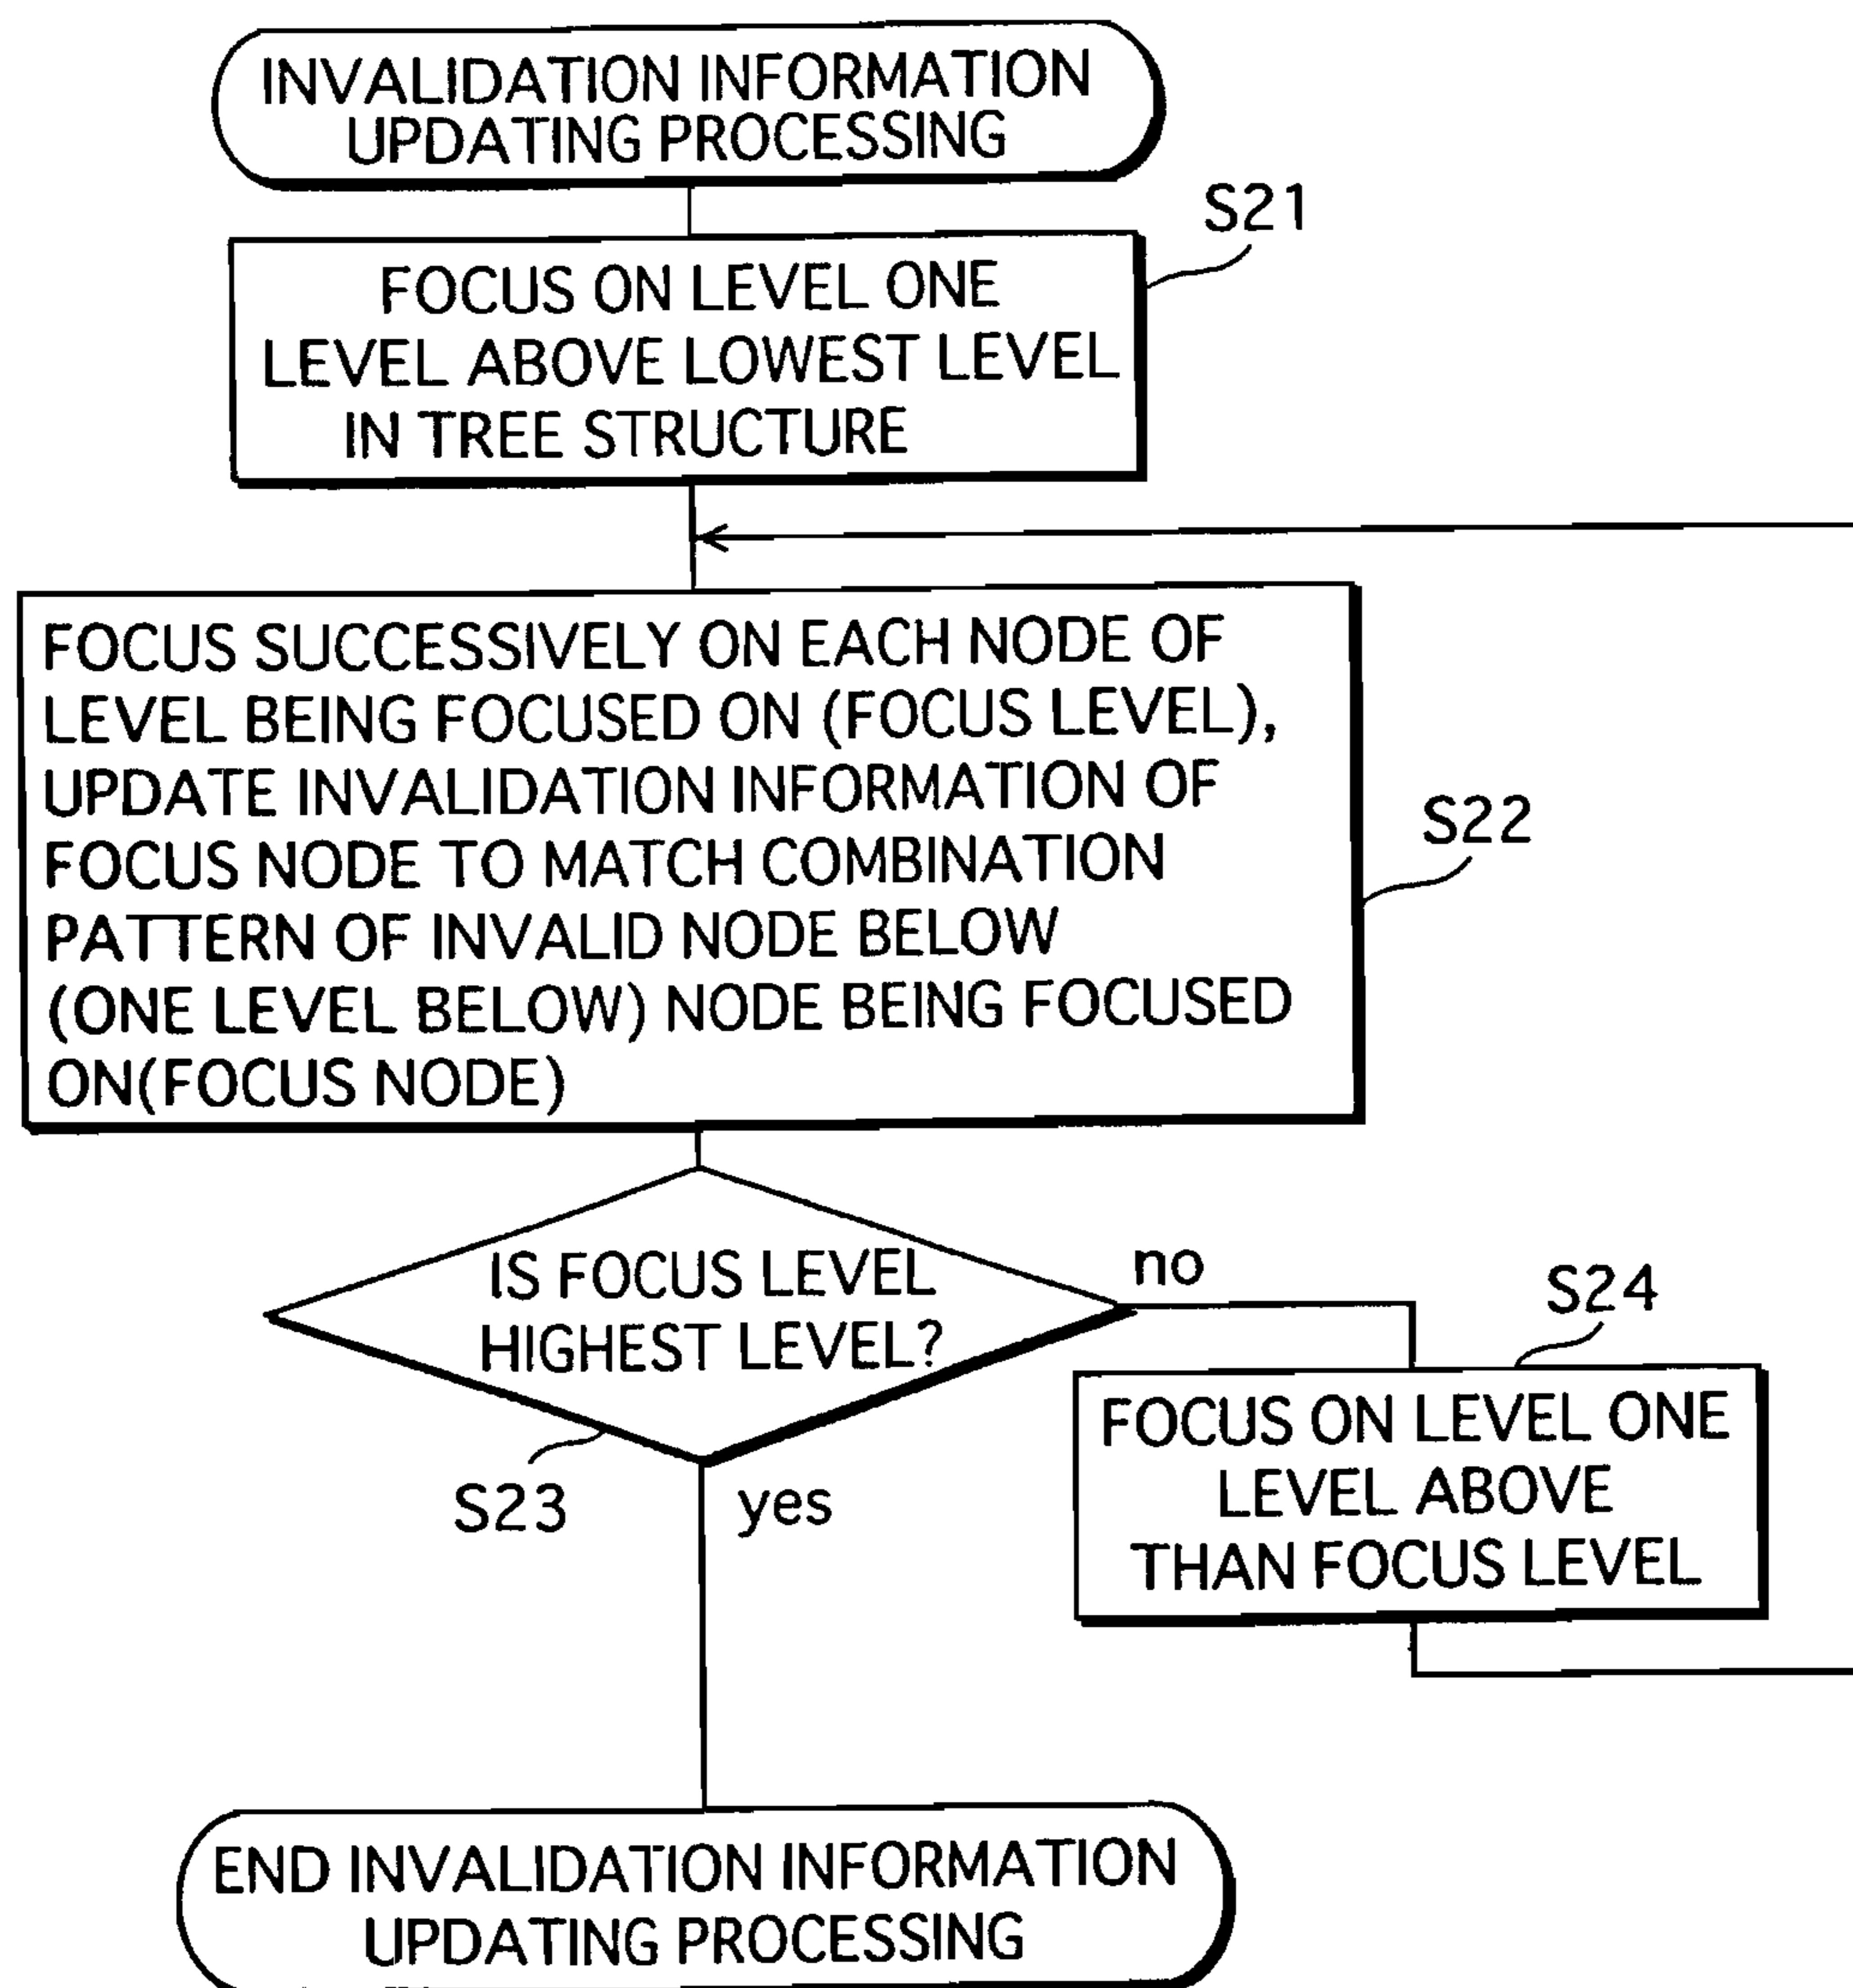 INVALIDATION INFORMATION
UPDATING PROCESSING
S21
FOCUS ON LEVEL ONE
LEVEL ABOVE LOWEST LEVEL
IN TREE STRUCTURE
FOCUS SUCCESSIVELY ON EACH NODE OF
LEVEL BEING FOCUSED ON (FOCUS LEVEL),
UPDATE INVALIDATION INFORMATION OF
FOCUS NODE TO MATCH COMBINATION
PATTERN OF INVALID NODE BELOW
(ONE LEVEL BELOW) NODE BEING FOCUSED
ON(FOCUS NODE)
S22
IS FOCUS LEVEL
HIGHEST LEVEL?
no
S24
FOCUS ON LEVEL ONE
LEVEL ABOVE
THAN FOCUS LEVEL
S23
yes
END INVALIDATION INFORMATION
UPDATING PROCESSING